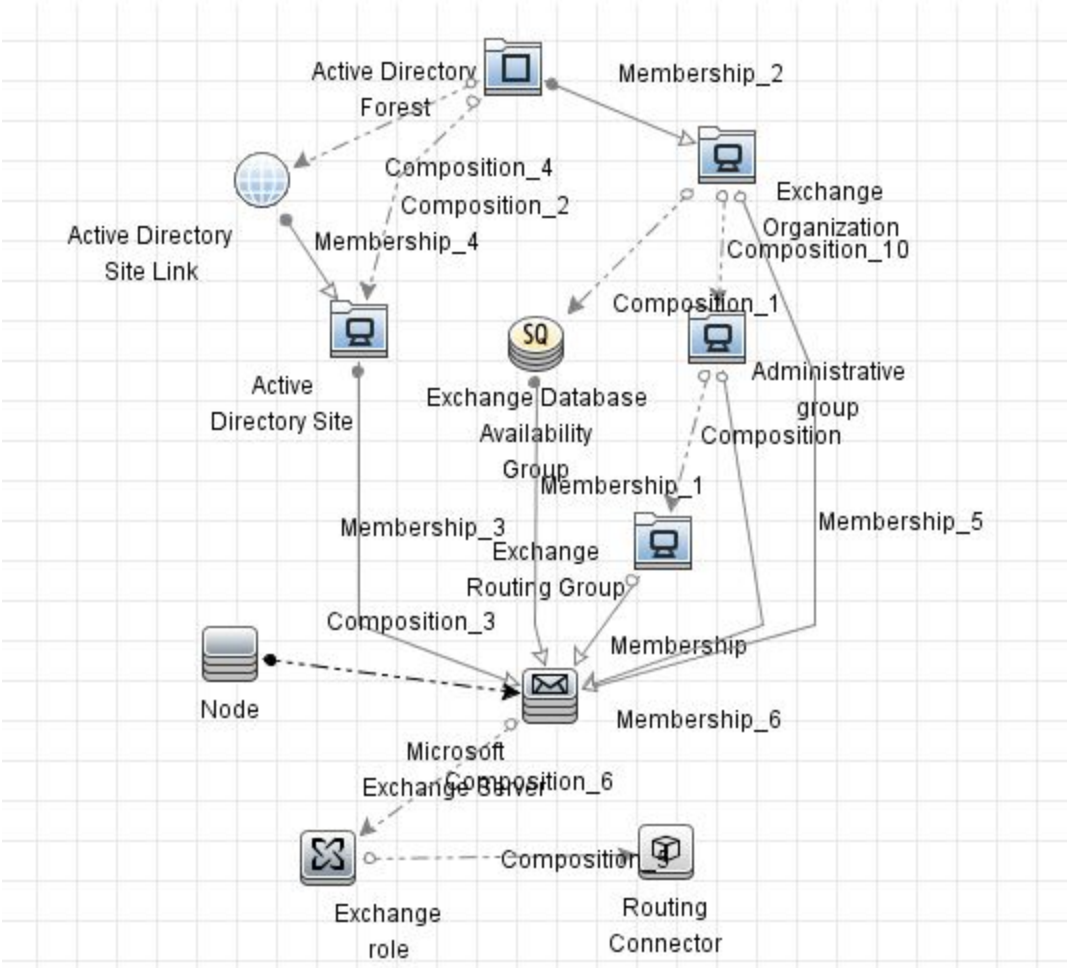 Active Directory
Forest
Membership_2
Composition_4
Composition_2
Exchange
Organization
Active Directory
Site Link
Membership_4
Composition_10
Composition_1
SQ
Active
Directory Site
Exchange Database
Availability
Group
Administrative
group
Composition
Membership_1
Membership_3
Membership_5
Exchange
Routing Group
Composition_3
Membership
Node
Membership_6
Microsoft
Exchange Server
Composition_6
Composition_5
Exchange
role
Routing
Connector